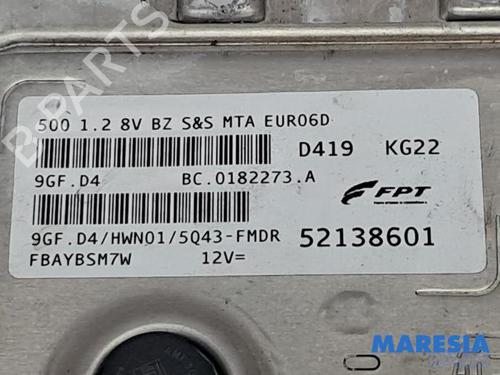 500 1.2 8V BZ S&S MTA EUR06D
D419 KG22
9GF.D4 BC.0182273.A
FPT
9GF.D4/HWN01/5Q43-FMDR 52138601
FBAYBSM7W 12V=
B-PARTS
MARESIA